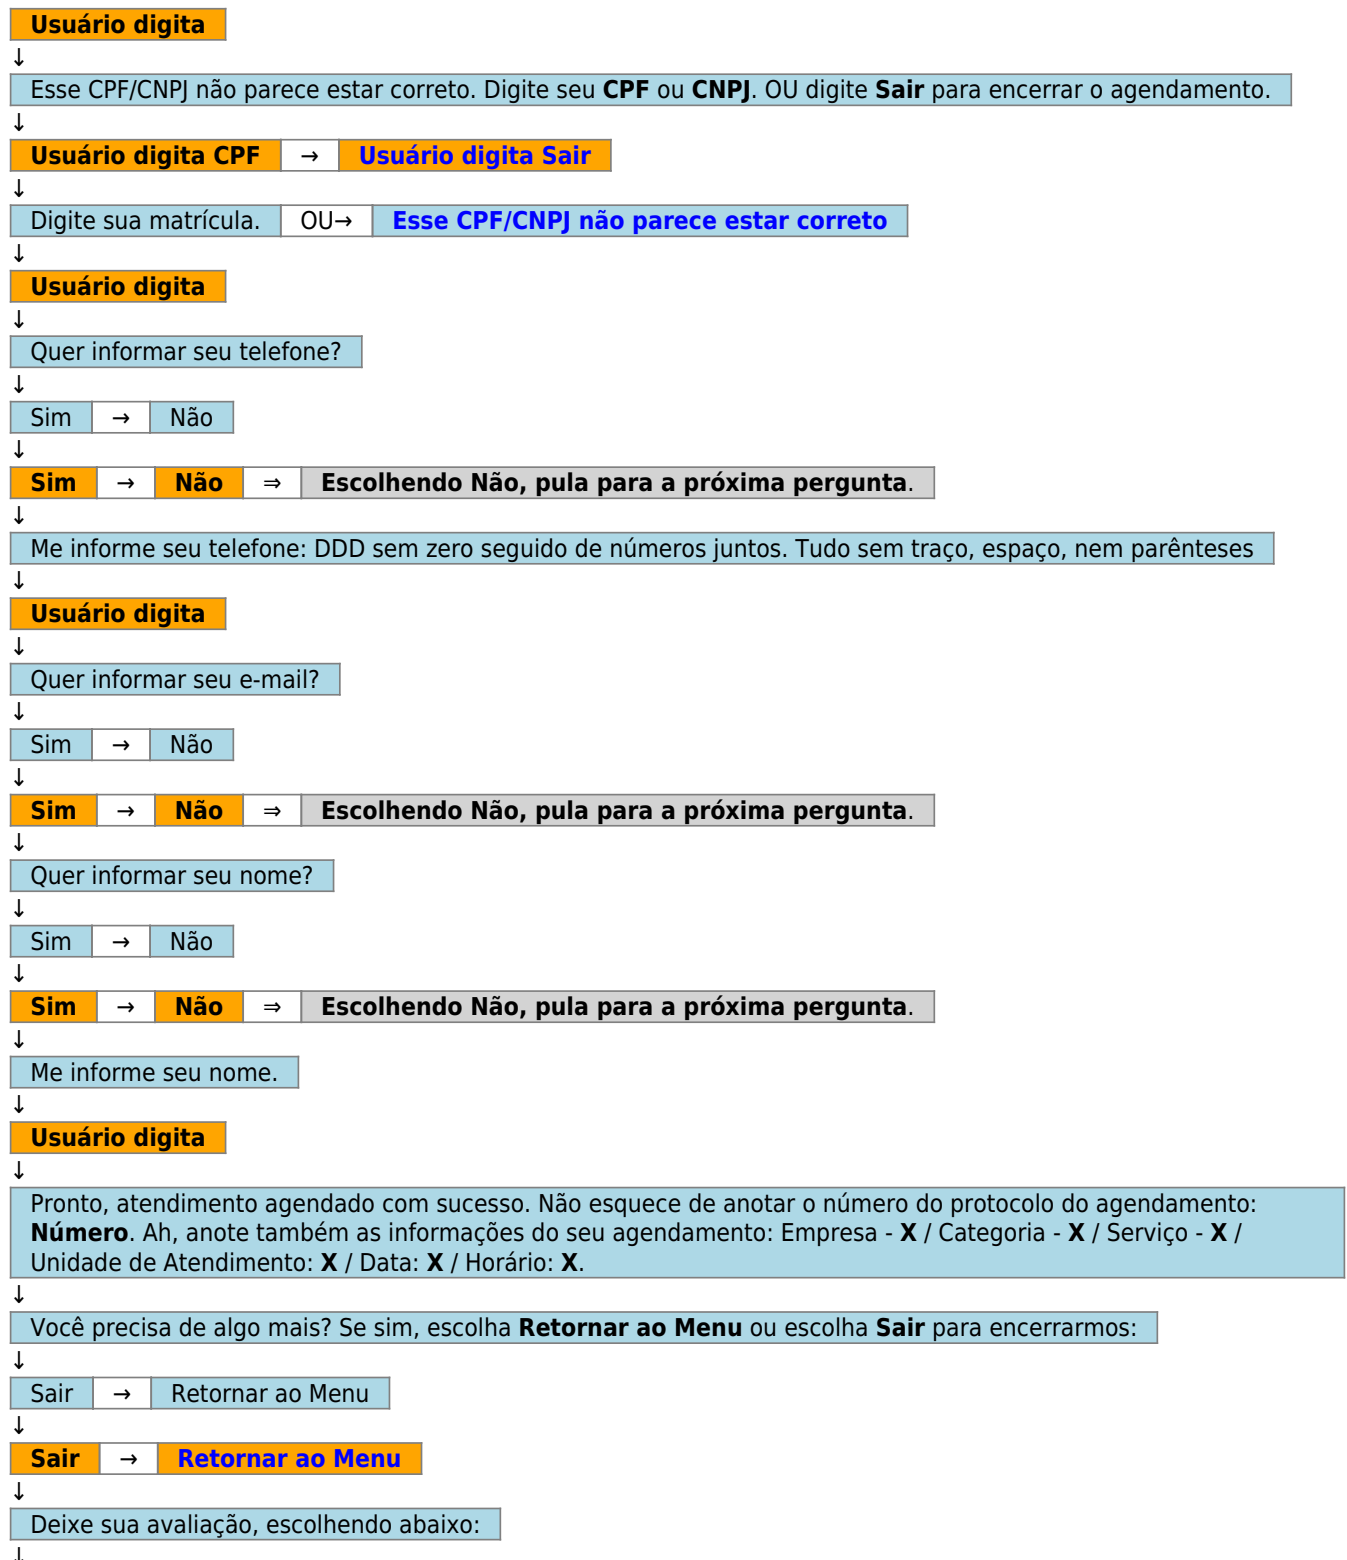 Usuário digita
↓
Esse CPF/CNPJ não parece estar correto. Digite seu CPF ou CNPJ. OU digite Sair para encerrar o agendamento.
↓
Usuário digita CPF → Usuário digita Sair
↓
Digite sua matrícula. OU→ Esse CPF/CNPJ não parece estar correto
↓
Usuário digita
↓
Quer informar seu telefone?
↓
Sim → Não
↓
Sim → Não ⇒ Escolhendo Não, pula para a próxima pergunta.
↓
Me informe seu telefone: DDD sem zero seguido de números juntos. Tudo sem traço, espaço, nem parênteses
↓
Usuário digita
↓
Quer informar seu e-mail?
↓
Sim → Não
↓
Sim → Não ⇒ Escolhendo Não, pula para a próxima pergunta.
↓
Quer informar seu nome?
↓
Sim → Não
↓
Sim → Não ⇒ Escolhendo Não, pula para a próxima pergunta.
↓
Me informe seu nome.
↓
Usuário digita
↓
Pronto, atendimento agendado com sucesso. Não esquece de anotar o número do protocolo do agendamento:
Número. Ah, anote também as informações do seu agendamento: Empresa - X / Categoria - X / Serviço - X /
Unidade de Atendimento: X / Data: X / Horário: X.
↓
Você precisa de algo mais? Se sim, escolha Retornar ao Menu ou escolha Sair para encerrarmos:
↓
Sair → Retornar ao Menu
↓
Sair → Retornar ao Menu
↓
Deixe sua avaliação, escolhendo abaixo:
↓